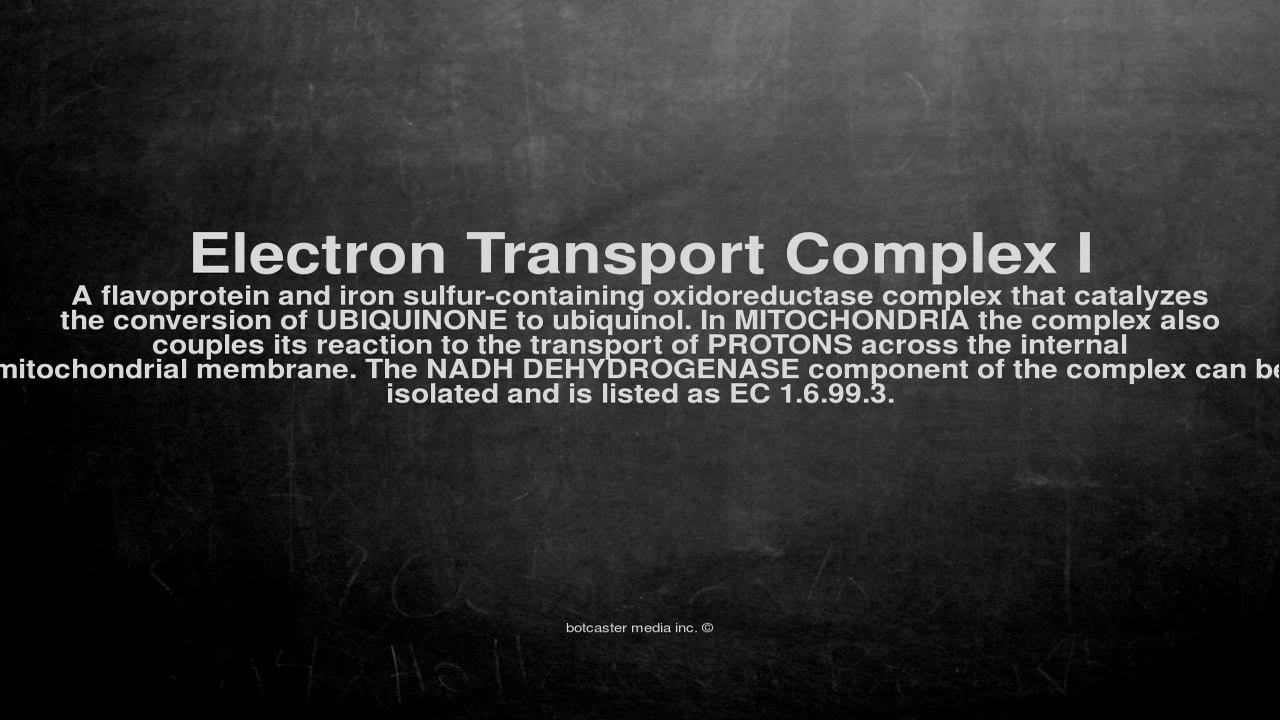 Electron Transport Complex I
A flavoprotein and iron sulfur-containing oxidoreductase complex that catalyzes
the conversion of UBIQUINONE to ubiquinol. In MITOCHONDRIA the complex also
couples its reaction to the transport of PROTONS across the internal
mitochondrial membrane. The NADH DEHYDROGENASE component of the complex can be
isolated and is listed as EC 1.6.99.3.
botcaster media inc. ©